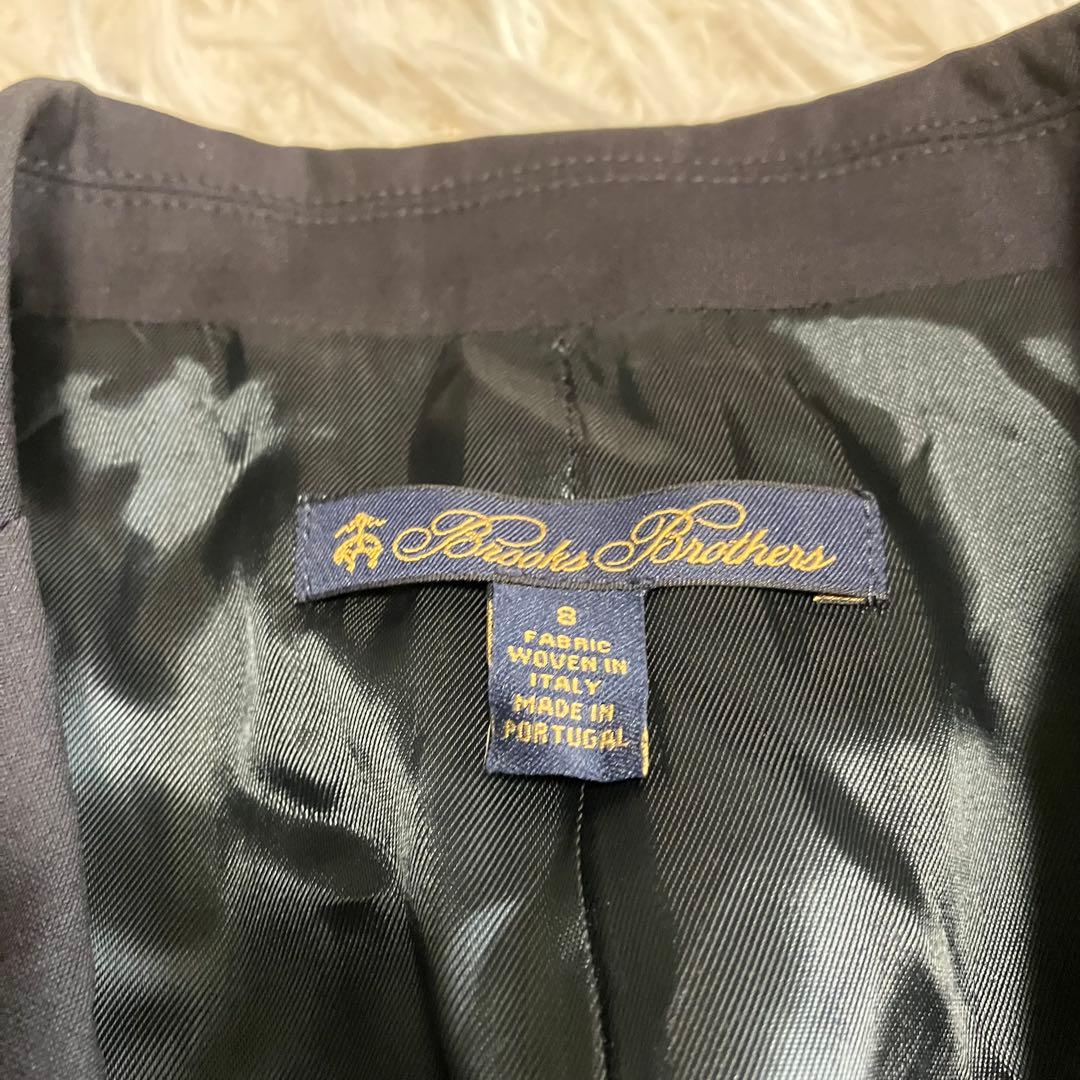 Brooks Brothers
8
FABRIC
WOVEN IN
ITALY
MADE IN
PORTUGAL